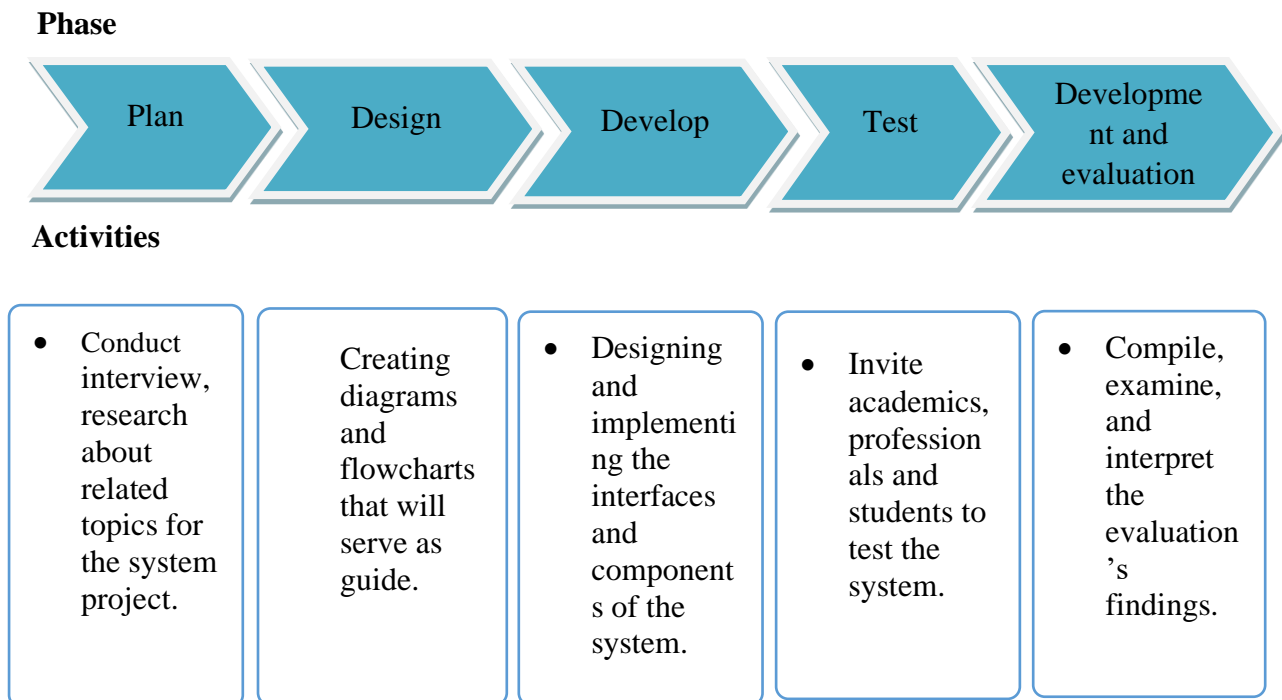 Phase
Plan
Design
Develop
Test
Developme
nt and
evaluation
Activities
• Conduct
interview,
research
about
related
topics for
the system
project.
Creating
diagrams
and
flowcharts
that will
serve as
guide.
• Designing
and
implementi
ng the
interfaces
and
component
s of the
system.
• Invite
academics,
profession
als and
students to
test the
system.
• Compile,
examine,
and
interpret
the
evaluation
’s
findings.